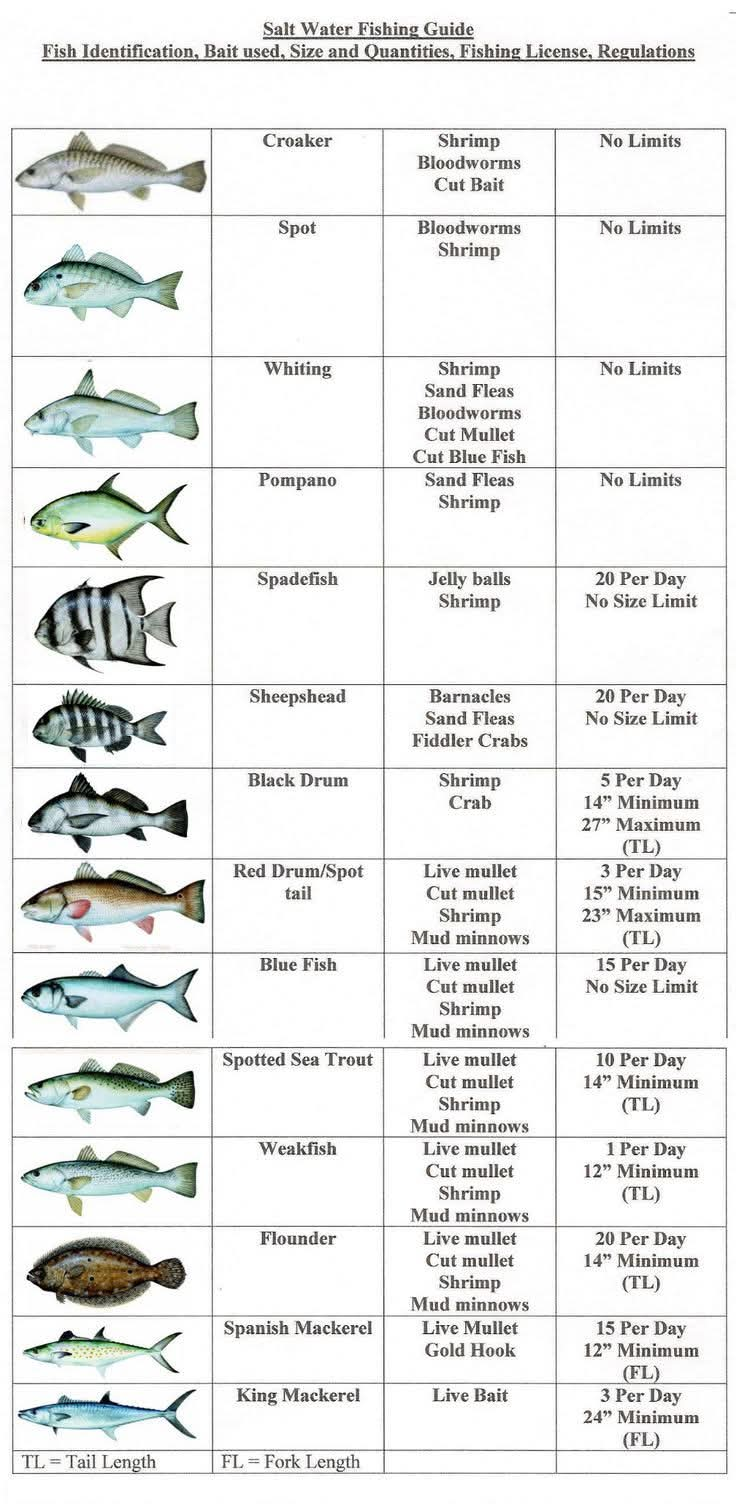 Salt Water Fishing Guide
Fish Identification, Bait used, Size and Quantities, Fishing License, Regulations
Croaker
Shrimp
Bloodworms
Cut Bait
No Limits
Spot
Bloodworms
Shrimp
No Limits
Whiting
Shrimp
Sand Fleas
Bloodworms
Cut Mullet
Cut Blue Fish
No Limits
Pompano
Sand Fleas
Shrimp
No Limits
Spadefish
Jelly balls
Shrimp
20 Per Day
No Size Limit
Sheepshead
Barnacles
Sand Fleas
Fiddler Crabs
20 Per Day
No Size Limit
Black Drum
Shrimp
Crab
5 Per Day
14” Minimum
27” Maximum
(TL)
Red Drum/Spot
tail
Live mullet
Cut mullet
Shrimp
Mud minnows
3 Per Day
15” Minimum
23” Maximum
(TL)
Blue Fish
Live mullet
Cut mullet
Shrimp
Mud minnows
15 Per Day
No Size Limit
Spotted Sea Trout
Live mullet
Cut mullet
Shrimp
Mud minnows
10 Per Day
14” Minimum
(TL)
Weakfish
Live mullet
Cut mullet
Shrimp
Mud minnows
1 Per Day
12” Minimum
(TL)
Flounder
Live mullet
Cut mullet
Shrimp
Mud minnows
20 Per Day
14” Minimum
(TL)
Spanish Mackerel
Live Mullet
Gold Hook
15 Per Day
12” Minimum
(FL)
King Mackerel
Live Bait
3 Per Day
24” Minimum
(FL)
TL = Tail Length
FL = Fork Length